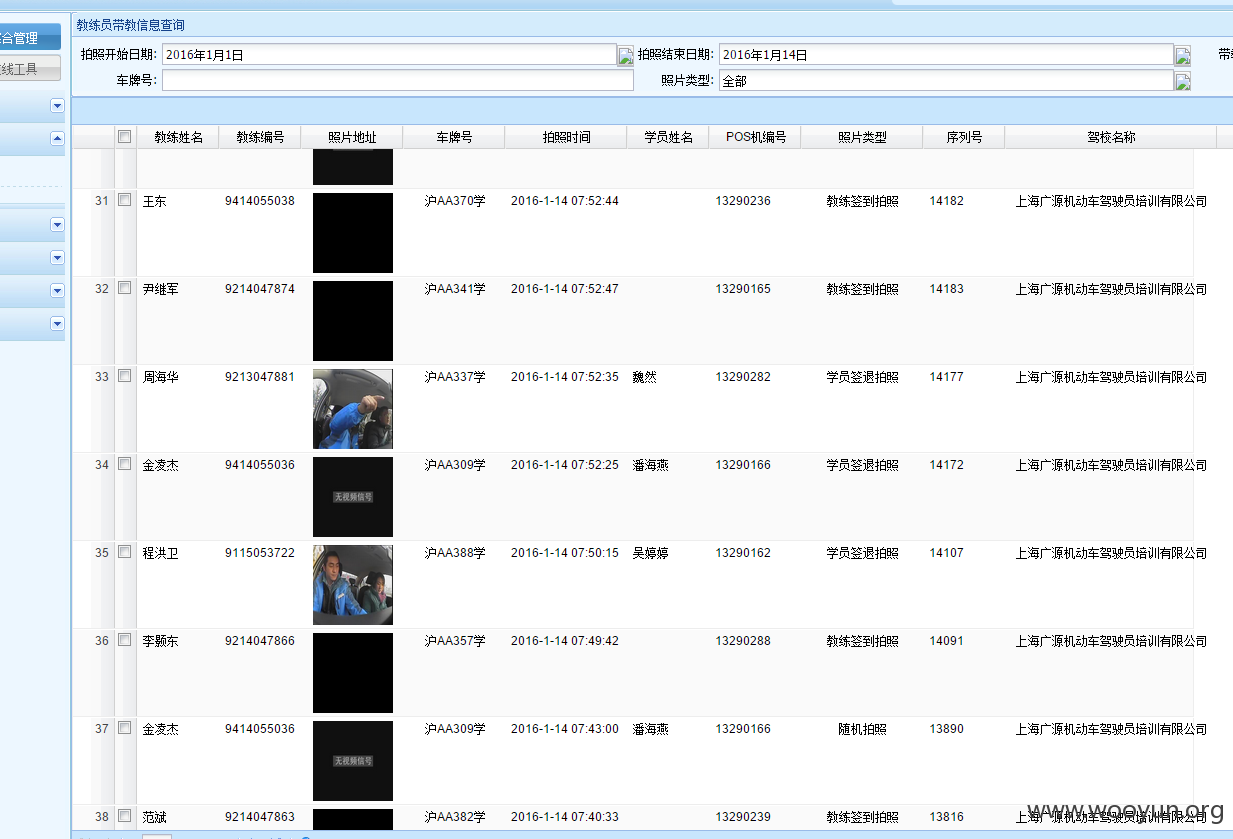 教练员带教信息查询
合管理
线工具
拍照开始日期: 2016年1月1日 拍照结束日期: 2016年1月14日
车牌号: 照片类型: 全部
教练姓名 教练编号 照片地址 车牌号 拍照时间 学员姓名 POS机编号 照片类型 序列号 驾校名称
31 王东 9414055038 沪AA370学 2016-1-14 07:52:44 13290236 教练签到拍照 14182 上海广源机动车驾驶员培训有限公司
32 尹继军 9214047874 沪AA341学 2016-1-14 07:52:47 13290165 教练签到拍照 14183 上海广源机动车驾驶员培训有限公司
33 周海华 9213047881 沪AA337学 2016-1-14 07:52:35 魏然 13290282 学员签退拍照 14177 上海广源机动车驾驶员培训有限公司
34 金凌杰 9414055036 无视频信号 沪AA309学 2016-1-14 07:52:25 潘海燕 13290166 学员签退拍照 14172 上海广源机动车驾驶员培训有限公司
35 程洪卫 9115053722 沪AA388学 2016-1-14 07:50:15 吴婷婷 13290162 学员签退拍照 14107 上海广源机动车驾驶员培训有限公司
36 李颢东 9214047866 沪AA357学 2016-1-14 07:49:42 13290288 教练签到拍照 14091 上海广源机动车驾驶员培训有限公司
37 金凌杰 9414055036 无视频信号 沪AA309学 2016-1-14 07:43:00 潘海燕 13290166 随机拍照 13890 上海广源机动车驾驶员培训有限公司
38 范斌 9214047863 沪AA382学 2016-1-14 07:40:33 13290239 教练签到拍照 13816 上海广源机动车驾驶员培训有限公司
www.wooyun.org